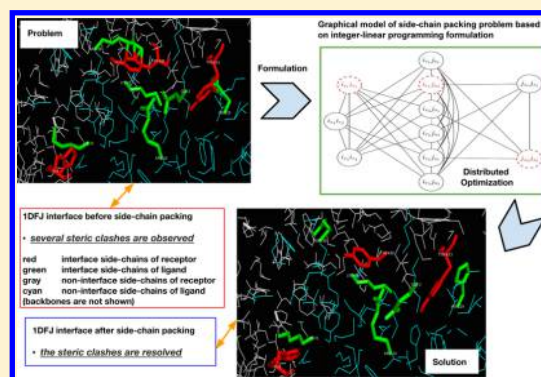 Problem
Graphical model of side-chain packing problem based
on integer-linear programming formulation
Formulation
Distributed
Optimization
1DFJ interface before side-chain packing
• several steric clashes are observed
red interface side-chains of receptor
green interface side-chains of ligand
gray non-interface side-chains of receptor
cyan non-interface side-chains of ligand
(backbones are not shown)
1DFJ interface after side-chain packing
• the steric clashes are resolved
Solution